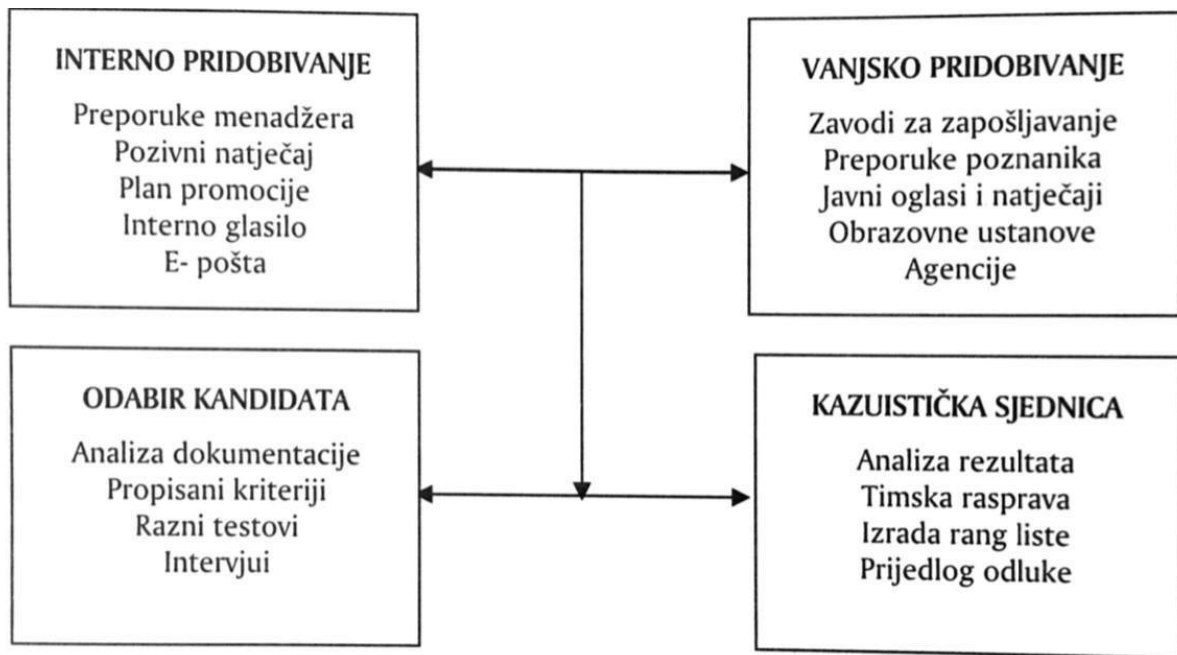 INTERNO PRIDOBIVANJE
Preporuke menadžera
Pozivni natječaj
Plan promocije
Interno glasilo
E- pošta
VANJSKO PRIDOBIVANJE
Zavodi za zapošljavanje
Preporuke poznanika
Javni oglasi i natječaji
Obrazovne ustanove
Agencije
ODABIR KANDIDATA
Analiza dokumentacije
Propisani kriteriji
Razni testovi
Intervjui
KAZUISTIČKA SJEDNICA
Analiza rezultata
Timska rasprava
Izrada rang liste
Prijedlog odluke